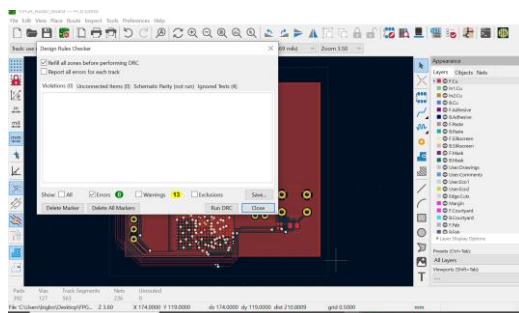 File Edit View Place Route Inspect Tools Preferences Help
Zoom 5.50
Design Rules Checker
Refill all zones before performing DRC
Report all errors for each track
Violations (0) Unconnected Items (0) Schematic Parity (not run) Ignored Tests (4)
Show: All Errors 0 Warnings 13 Exclusions Save...
Delete Marker Delete All Markers Run DRC Close
Appearance
Layers Objects Nets
F.Cu
In1.Cu
In2.Cu
B.Cu
F.Adhesive
B.Adhesive
F.Paste
B.Paste
F.Silkscreen
B.Silkscreen
F.Mask
B.Mask
User.Drawings
User.Comments
User.Eco1
User.Eco2
Edge.Cuts
Margin
F.Courtyard
B.Courtyard
F.Fab
B.Fab
Layer Display Options
Presets (Ctrl+Tab):
All Layers
Viewports (Shift+Tab):
---
Pads Vias Track Segments Nets Unrouted
392 127 563 236 0
Z 3.60 X 174.0000 Y 119.0000 dx 174.0000 dy 119.0000 dist 210.8009 grid 0.5000 mm